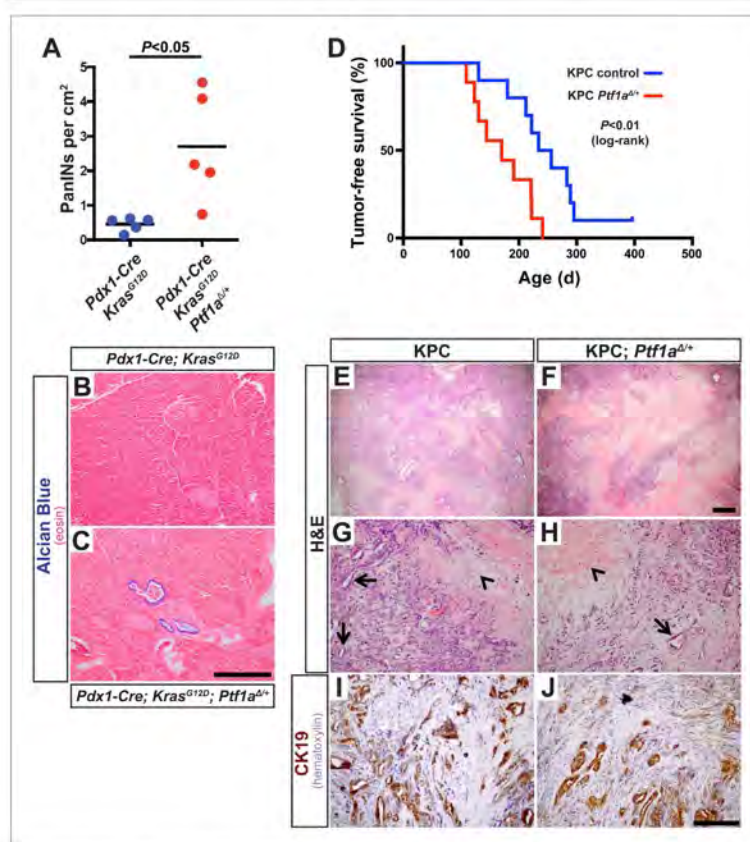 A
P<0.05
PanINs per cm²
5
4
3
2
1
0
Pdx1-Cre
Kras^G12D
Pdx1-Cre
Kras^G12D
Ptf1a^Δ/+
D
Tumor-free survival (%)
100
50
0
KPC control
KPC Ptf1a^Δ/+
P<0.01
(log-rank)
0
100
200
300
400
500
Age (d)
Pdx1-Cre; Kras^G12D
Alcian Blue
(eosin)
B
C
Pdx1-Cre; Kras^G12D; Ptf1a^Δ/+
KPC
KPC; Ptf1a^Δ/+
H&E
E
F
G
H
CK19
(hematoxylin)
I
J